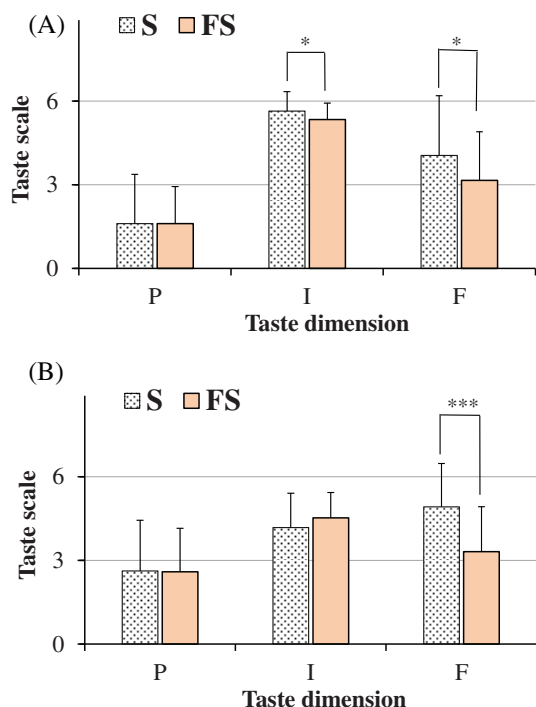 (A)
S FS
* *
Taste scale
6
3
0
P I F
Taste dimension
(B)
S FS
***
Taste scale
6
3
0
P I F
Taste dimension